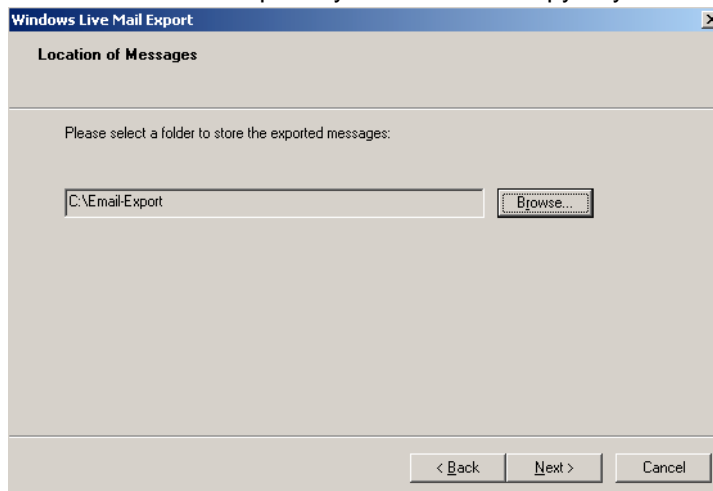 Windows Live Mail Export
Location of Messages
Please select a folder to store the exported messages:
C:\Email-Export
Browse...
< Back
Next >
Cancel